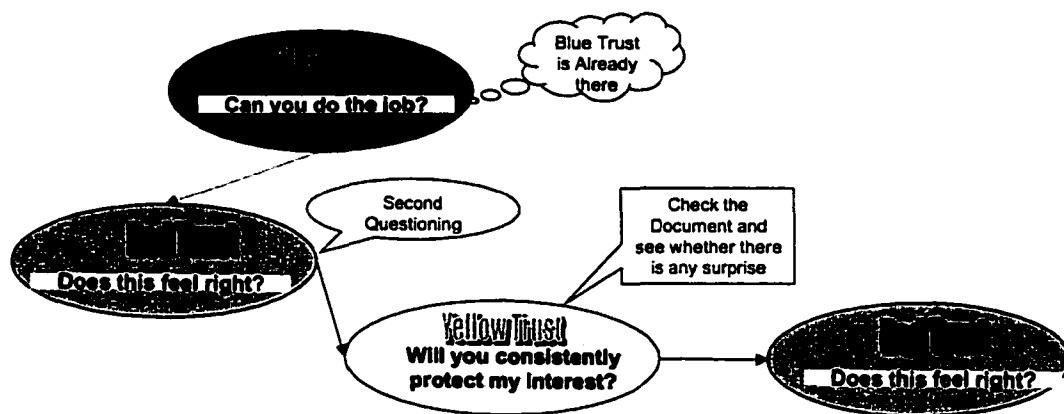 Blue Trust
is Already
there
Can you do the job?
Second
Questioning
Check the
Document and
see whether there
is any surprise
Does this feel right?
Yellow Trust
Will you consistently
protect my interest?
Does this feel right?